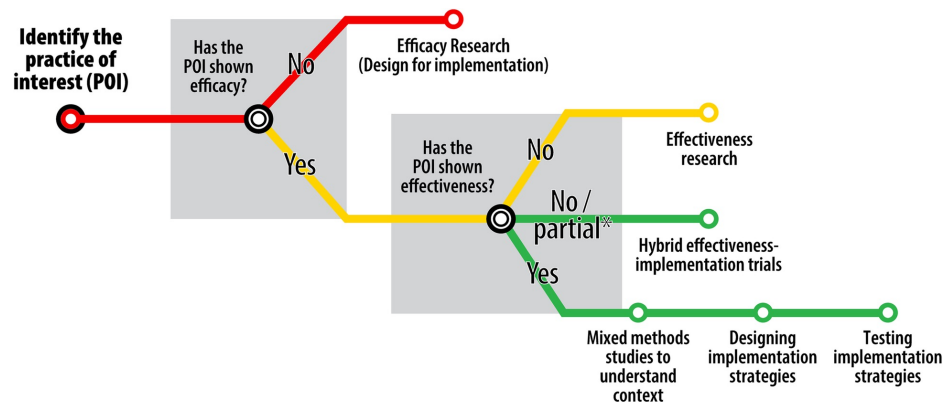 Identify the
practice of
interest (POI)
Has the
POI shown
efficacy?
No
Yes
Efficacy Research
(Design for implementation)
Has the
POI shown
effectiveness?
No
No /
partial*
Yes
Effectiveness
research
Hybrid effectiveness-
implementation trials
Mixed methods
studies to
understand
context
Designing
implementation
strategies
Testing
implementation
strategies